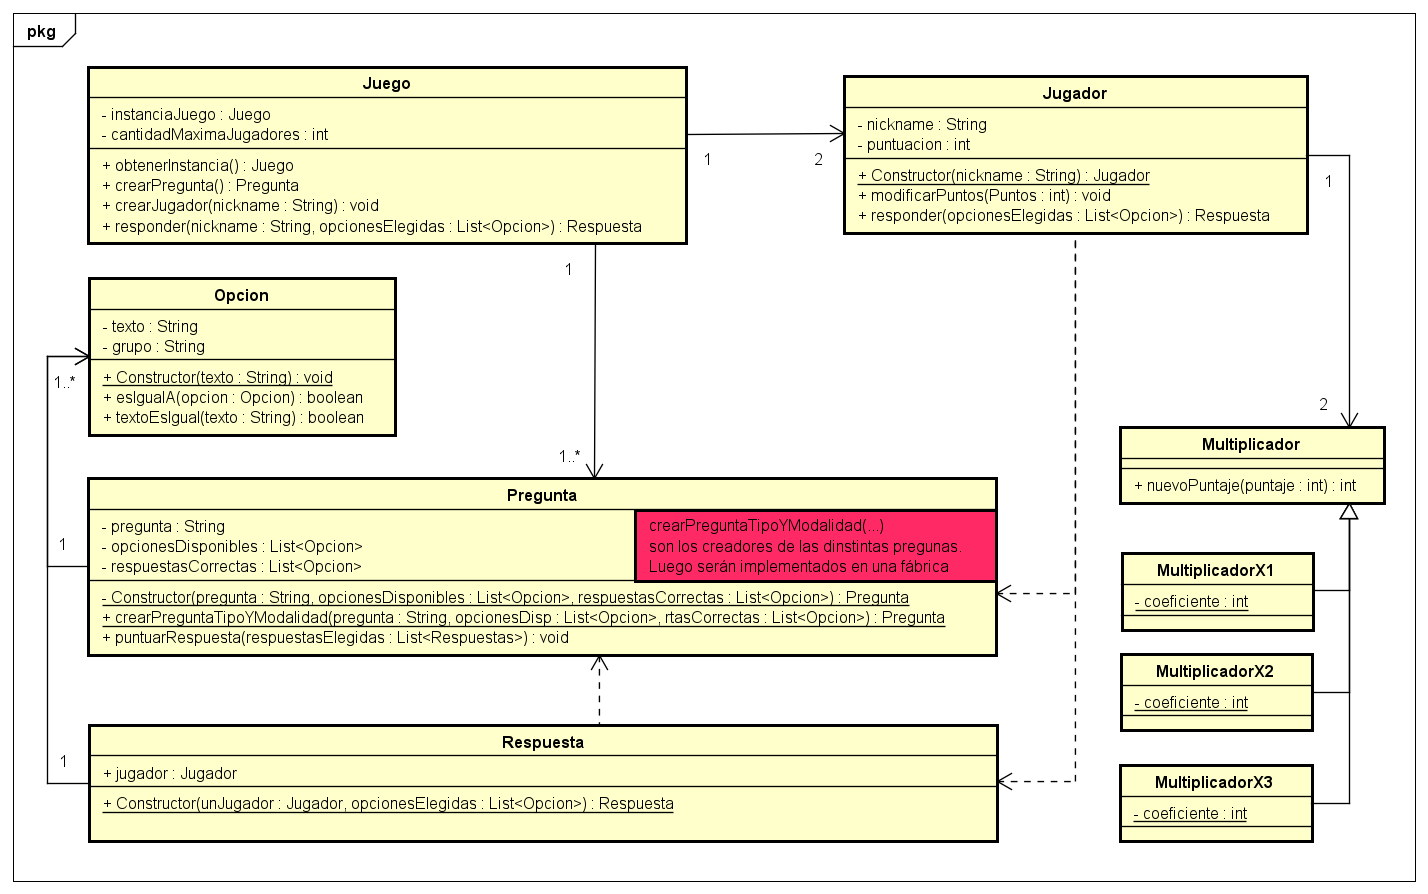 pkg
Juego
- instanciaJuego : Juego
- cantidadMaximaJugadores : int
+ obtenerInstancia() : Juego
+ crearPregunta() : Pregunta
+ crearJugador(nickname : String) : void
+ responder(nickname : String, opcionesElegidas : List<Opcion>) : Respuesta
1
2
Jugador
- nickname : String
- puntuacion : int
+ Constructor(nickname : String) : Jugador
+ modificarPuntos(Puntos : int) : void
+ responder(opcionesElegidas : List<Opcion>) : Respuesta
1
2
1
1..*
Opcion
- texto : String
- grupo : String
+ Constructor(texto : String) : void
+ esIgualA(opcion : Opcion) : boolean
+ textoEsIgual(texto : String) : boolean
1..*
1
1
Pregunta
- pregunta : String
- opcionesDisponibles : List<Opcion>
- respuestasCorrectas : List<Opcion>
crearPreguntaTipoYModalidad(...)
son los creadores de las dinstintas pregunas.
Luego serán implementados en una fábrica
- Constructor(pregunta : String, opcionesDisponibles : List<Opcion>, respuestasCorrectas : List<Opcion>) : Pregunta
+ crearPreguntaTipoYModalidad(pregunta : String, opcionesDisp : List<Opcion>, rtasCorrectas : List<Opcion>) : Pregunta
+ puntuarRespuesta(respuestasElegidas : List<Respuestas>) : void
Respuesta
+ jugador : Jugador
+ Constructor(unJugador : Jugador, opcionesElegidas : List<Opcion>) : Respuesta
Multiplicador
+ nuevoPuntaje(puntaje : int) : int
MultiplicadorX1
- coeficiente : int
MultiplicadorX2
- coeficiente : int
MultiplicadorX3
- coeficiente : int